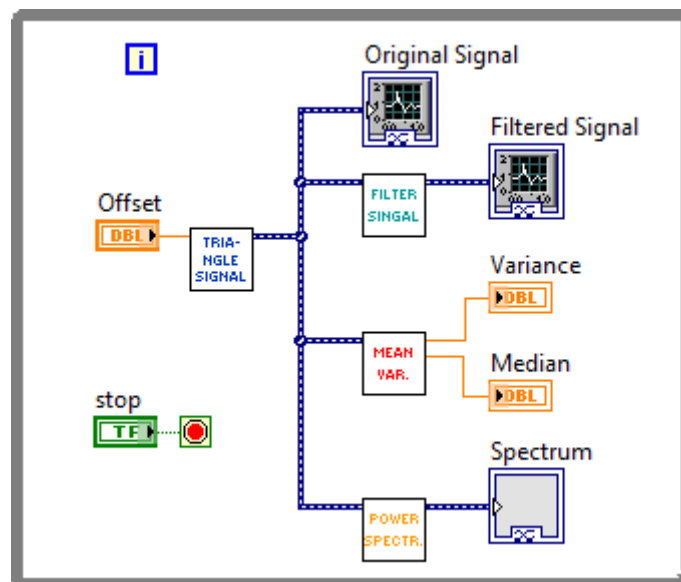 i
Original Signal
Filtered Signal
FILTER
SINGAL
Offset
DBL
TRIA-
NGLE
SIGNAL
Variance
DBL
MEAN
VAR.
Median
DBL
stop
TF
Spectrum
POWER
SPECTR.